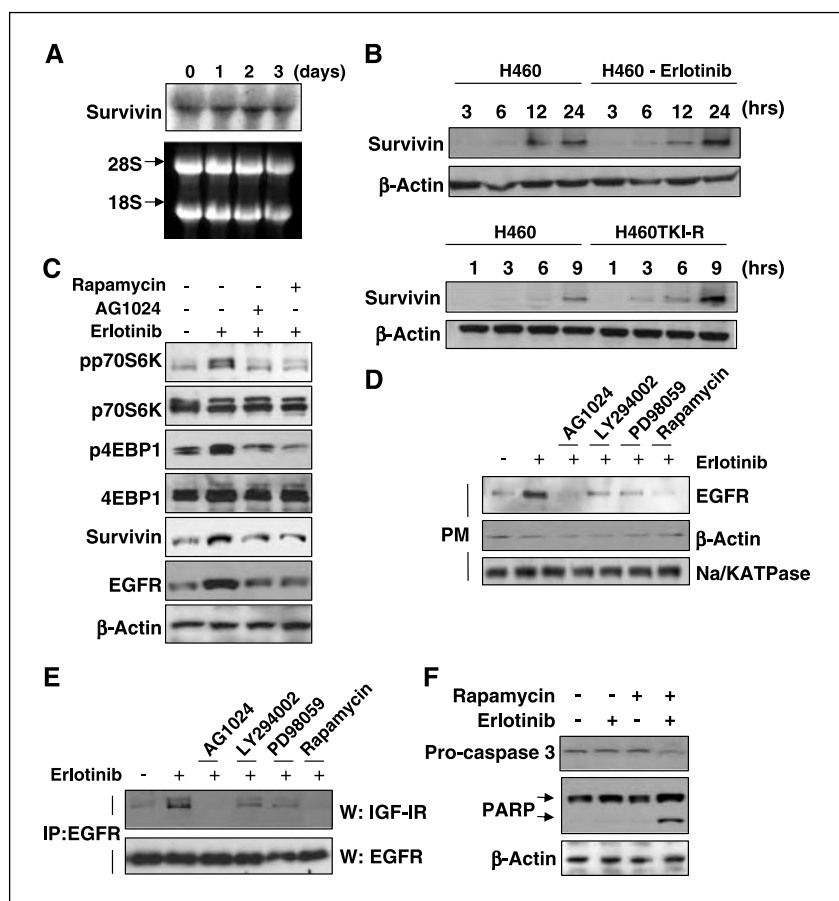 A
0 1 2 3 (days)
Survivin
28S
18S
B
H460 H460 - Erlotinib
3 6 12 24 3 6 12 24 (hrs)
Survivin
β-Actin
H460 H460TKI-R
1 3 6 9 1 3 6 9 (hrs)
Survivin
β-Actin
C
Rapamycin - - - +
AG1024 - - + -
Erlotinib - + + +
pp70S6K
p70S6K
p4EBP1
4EBP1
Survivin
EGFR
β-Actin
D
AG1024
LY294002
PD98059
Rapamycin
- + + + + + Erlotinib
PM
EGFR
β-Actin
Na/KATPase
E
AG1024
LY294002
PD98059
Rapamycin
Erlotinib - + + + + +
IP:EGFR
W: IGF-IR
W: EGFR
F
Rapamycin - - + +
Erlotinib - + - +
Pro-caspase 3
PARP
β-Actin